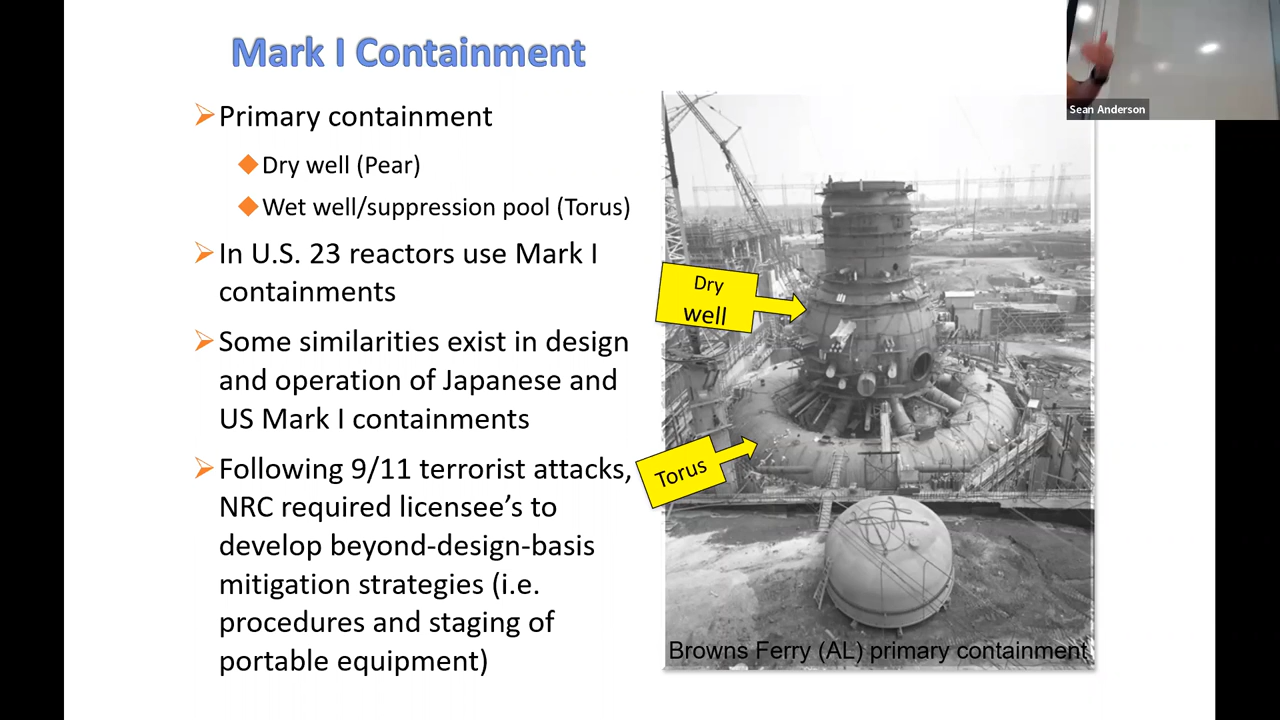 Mark I Containment
Primary containment
Dry well (Pear)
Wet well/suppression pool (Torus)
In U.S. 23 reactors use Mark I
containments
Some similarities exist in design
and operation of Japanese and
US Mark I containments
Following 9/11 terrorist attacks,
NRC required licensee’s to
develop beyond-design-basis
mitigation strategies (i.e.
procedures and staging of
portable equipment)
Sean Anderson
Dry
well
Torus
Browns Ferry (AL) primary containment